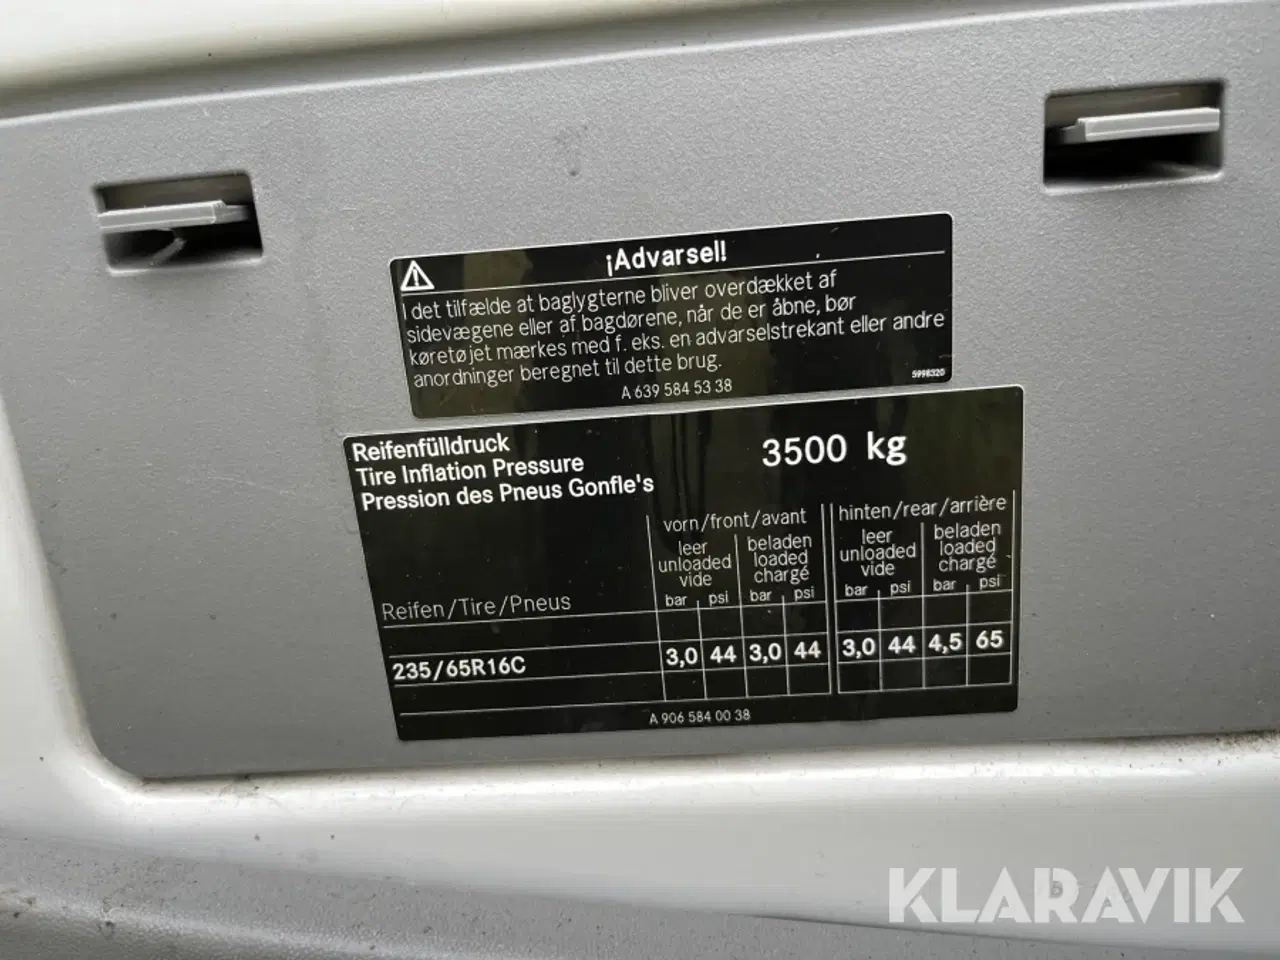 ¡Advarsel!
I det tilfælde at baglygterne bliver overdækket af
sidevægene eller af bagdørene, når de er åbne, bør
køretøjet mærkes med f. eks. en advarselstrekant eller andre
anordninger beregnet til dette brug.
A 639 584 53 38
5998320
Reifenfülldruck
Tire Inflation Pressure
Pression des Pneus Gonfle's
3500 kg
vorn/front/avant
hinten/rear/arrière
leer
unloaded
vide
beladen
loaded
chargé
leer
unloaded
vide
beladen
loaded
chargé
Reifen/Tire/Pneus
bar psi bar psi bar psi bar psi
235/65R16C 3,0 44 3,0 44 3,0 44 4,5 65
A 906 584 00 38
KLARAVIK